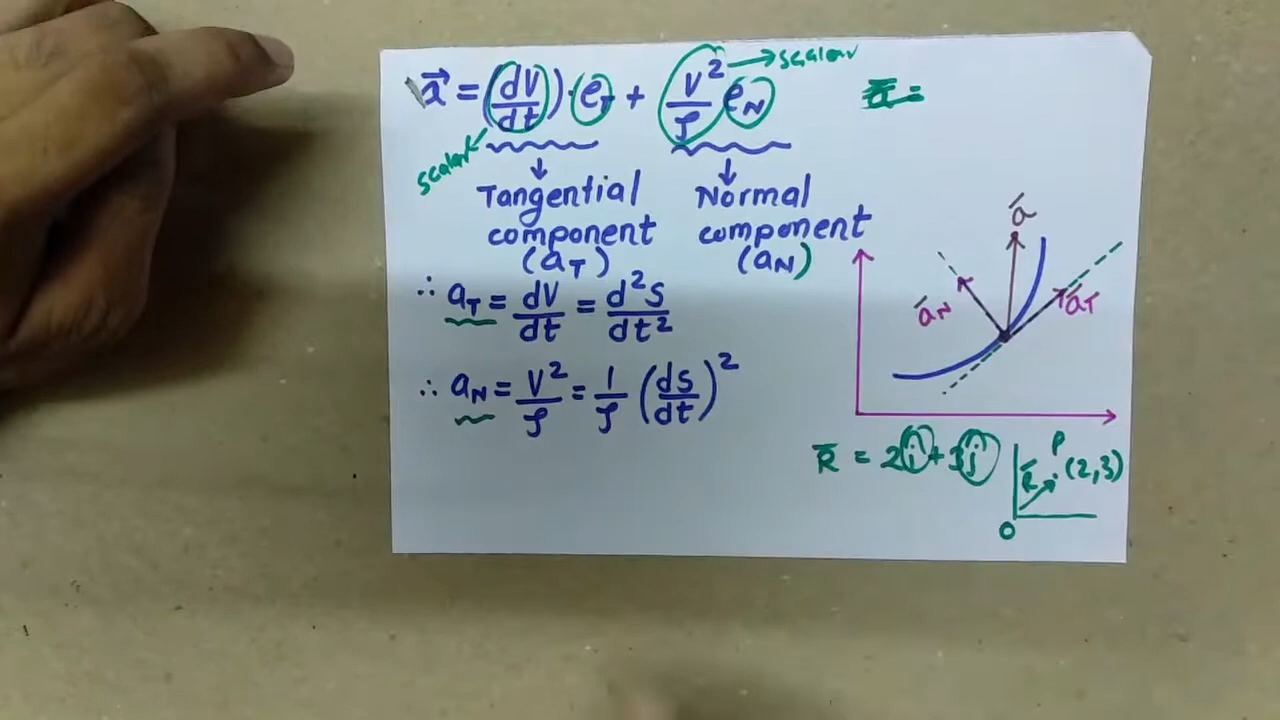 a⃗ = (dv/dt)·(e_T) + v²/ρ e_N → scalar
scalar
ā =
↓ ↓
Tangential Normal
component component
(a_T) (a_N)
∴ a_T = dv/dt = d²s/dt²
∴ a_N = v²/ρ = 1/ρ (ds/dt)²
ā
ā_N
ā_T
R̄ = 2î + 3ĵ
P
R̄ (2,3)
O